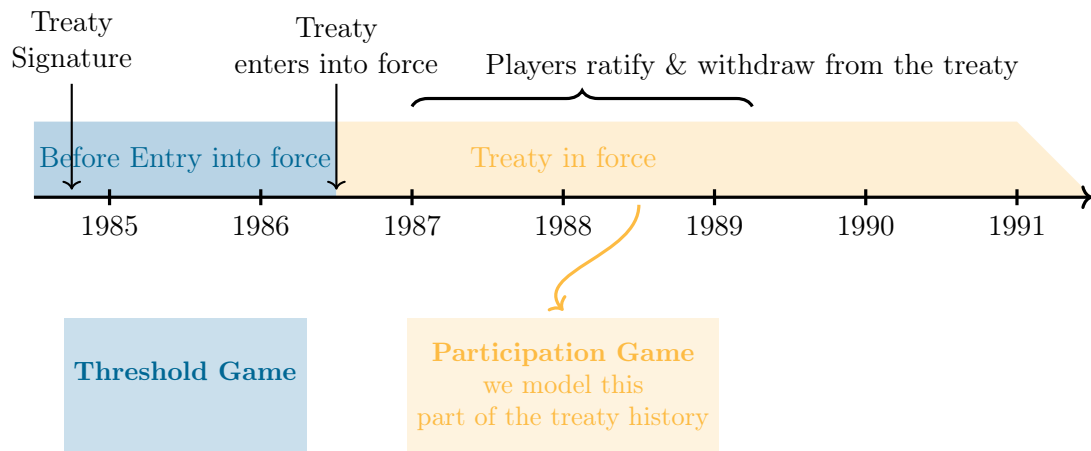 Treaty
Signature
Treaty
enters into force
Players ratify & withdraw from the treaty
Before Entry into force
Treaty in force
1985
1986
1987
1988
1989
1990
1991
Threshold Game
Participation Game
we model this
part of the treaty history